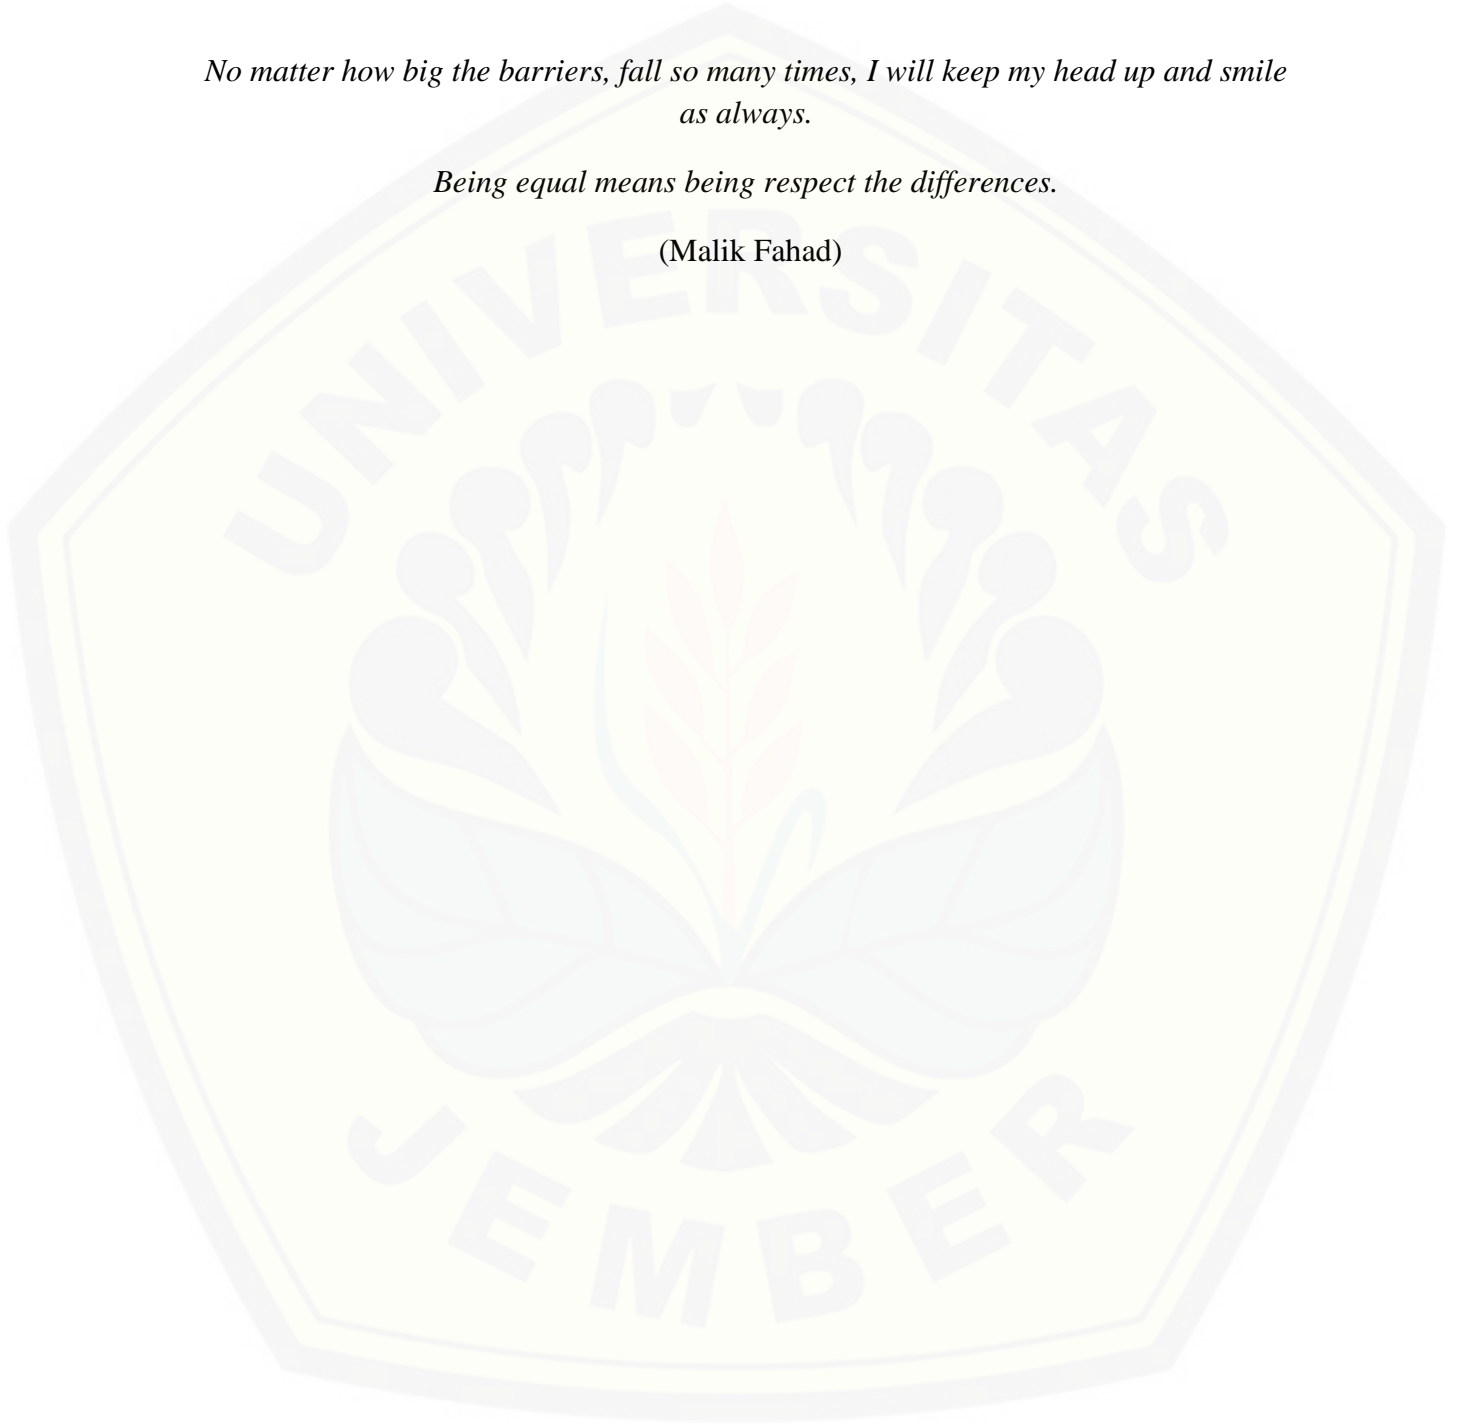 No matter how big the barriers, fall so many times, I will keep my head up and smile
as always.
Being equal means being respect the differences.
(Malik Fahad)
UNIVERSITAS
JEMBER